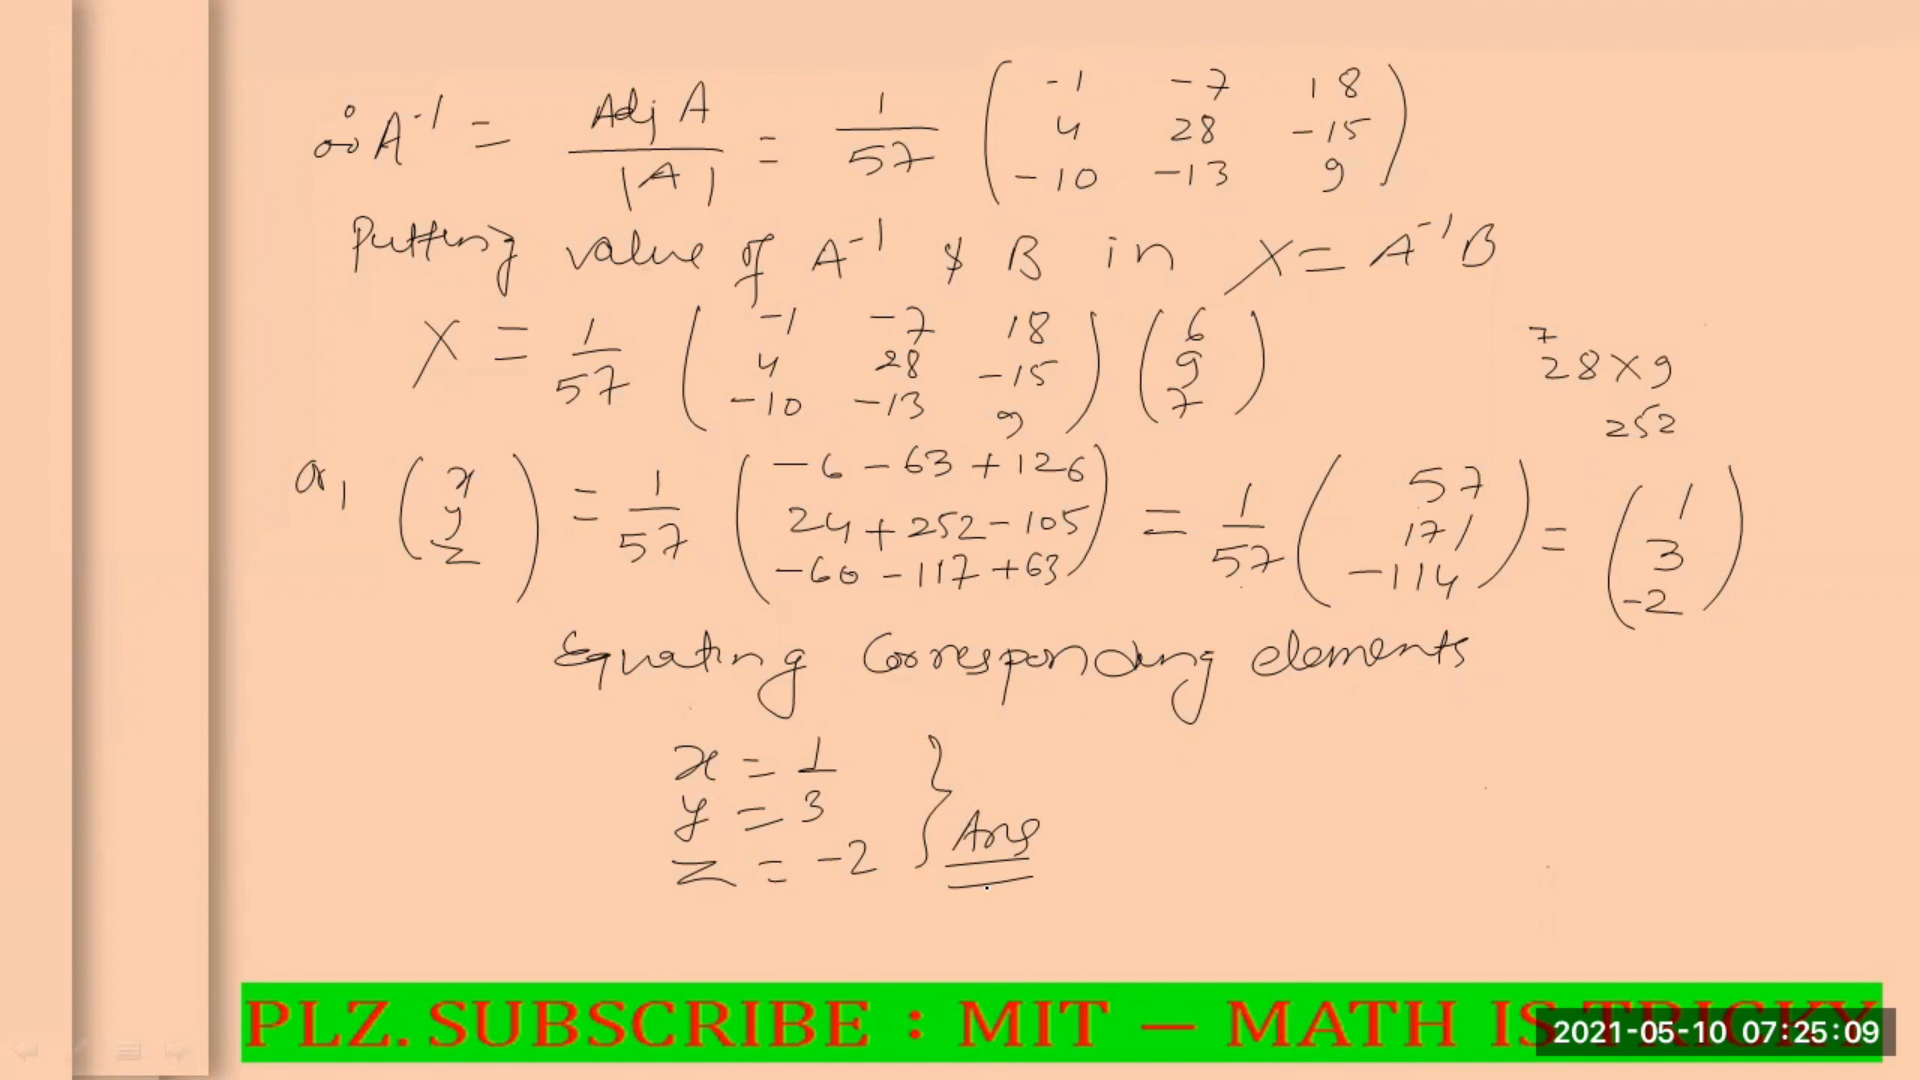 ∴ A⁻¹ = Adj A / |A| = 1/57 ( -1 -7 18 ; 4 28 -15 ; -10 -13 9 )
Putting value of A⁻¹ & B in X = A⁻¹B
X = 1/57 ( -1 -7 18 ; 4 28 -15 ; -10 -13 9 ) ( 6 ; 9 ; 7 )
7
28×9
252
or, ( x ; y ; z ) = 1/57 ( -6 - 63 + 126 ; 24 + 252 - 105 ; -60 - 117 + 63 ) = 1/57 ( 57 ; 171 ; -114 ) = ( 1 ; 3 ; -2 )
Equating Corresponding elements
x = 1
y = 3
z = -2 } Ans
PLZ. SUBSCRIBE : MIT – MATH IS TRICKY
2021-05-10 07:25:09